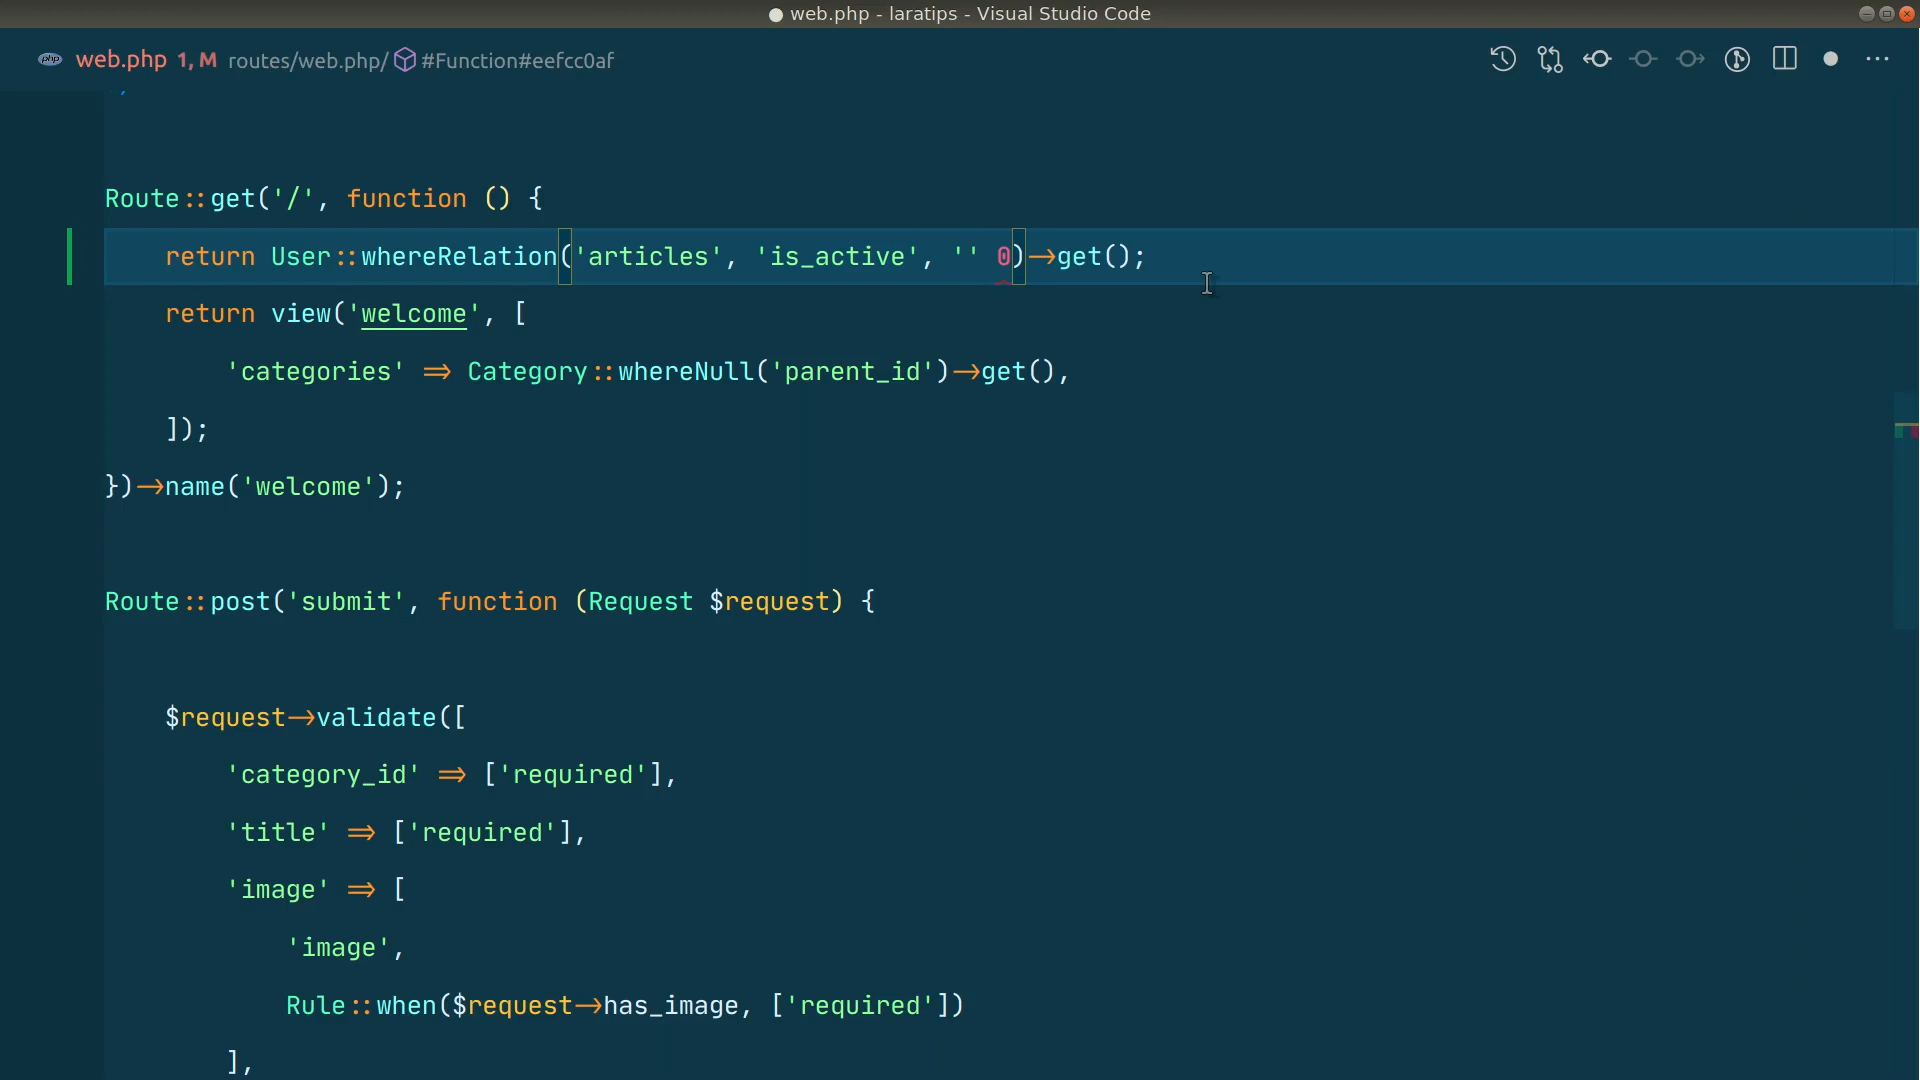 web.php - laratips - Visual Studio Code
php web.php 1, M routes/web.php/ #Function#eefcc0af
Route::get('/', function () {
return User::whereRelation('articles', 'is_active', '' 0)->get();
return view('welcome', [
'categories' => Category::whereNull('parent_id')->get(),
]);
})->name('welcome');
Route::post('submit', function (Request $request) {
$request->validate([
'category_id' => ['required'],
'title' => ['required'],
'image' => [
'image',
Rule::when($request->has_image, ['required'])
],